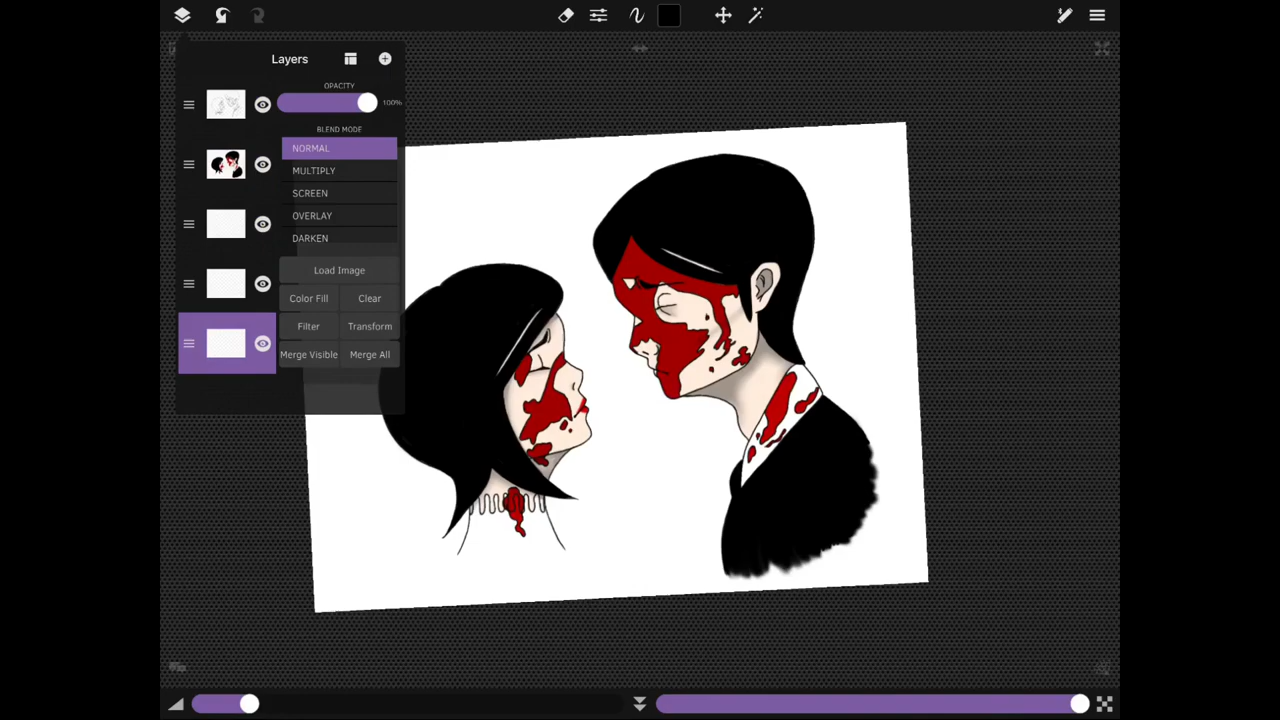 Layers
OPACITY
100%
BLEND MODE
NORMAL
MULTIPLY
SCREEN
OVERLAY
DARKEN
Load Image
Color Fill Clear
Filter Transform
Merge Visible Merge All